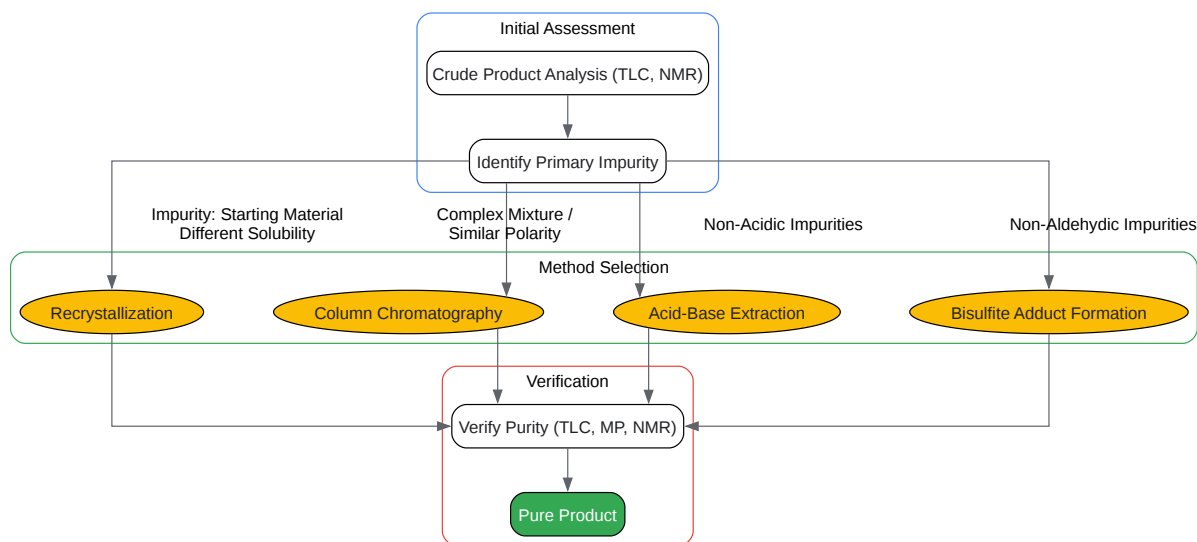 Initial Assessment
Crude Product Analysis (TLC, NMR)
Identify Primary Impurity
Impurity: Starting Material
Different Solubility
Complex Mixture /
Similar Polarity
Non-Acidic Impurities
Non-Aldehydic Impurities
Method Selection
Recrystallization
Column Chromatography
Acid-Base Extraction
Bisulfite Adduct Formation
Verification
Verify Purity (TLC, MP, NMR)
Pure Product